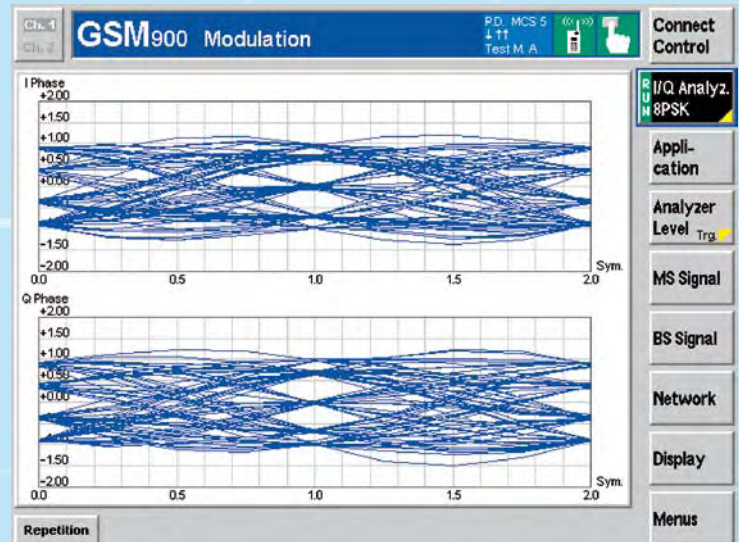 Ch. 1
Ch. 2
GSM900 Modulation
P.D. MCS 5
↓ ↑↑
Test M. A
Connect Control
I Phase
+2.00
+1.50
+1.00
+0.50
+0.00
-1.50
-2.00
0.0 0.5 1.0 1.5 2.0 Sym.
Q Phase
+2.00
+1.50
+1.00
+0.50
+0.00
-1.50
-2.00
0.0 0.5 1.0 1.5 2.0 Sym.
RUN
I/Q Analyz.
8PSK
Appli-
cation
Analyzer
Level Trg.
MS Signal
BS Signal
Network
Display
Menus
Repetition